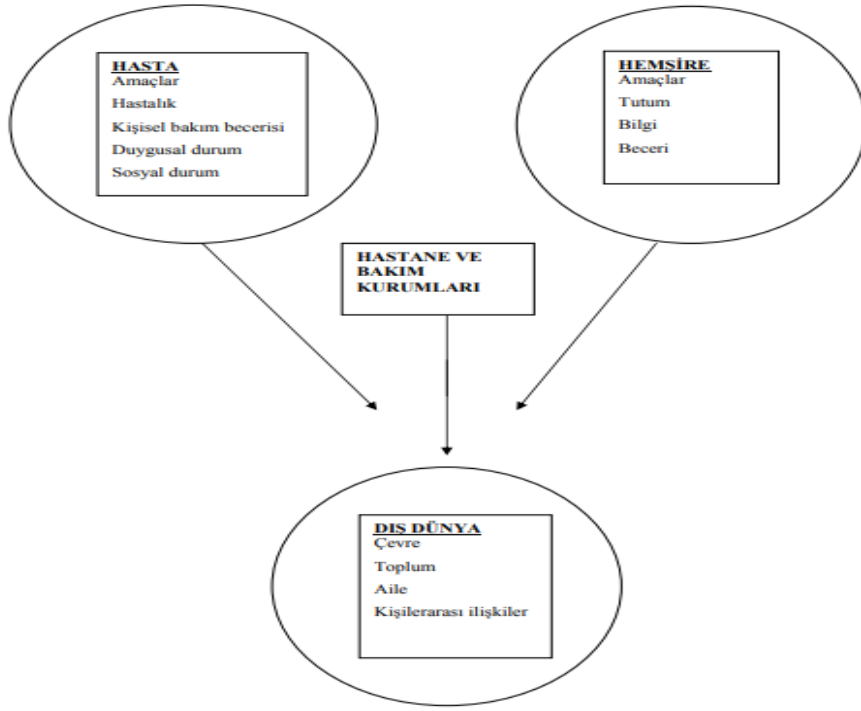 HASTA
Amaçlar
Hastalık
Kişisel bakım becerisi
Duygusal durum
Sosyal durum
HEMŞİRE
Amaçlar
Tutum
Bilgi
Beceri
HASTANE VE
BAKIM
KURUMLARI
DIŞ DÜNYA
Çevre
Toplum
Aile
Kişilerarası ilişkiler